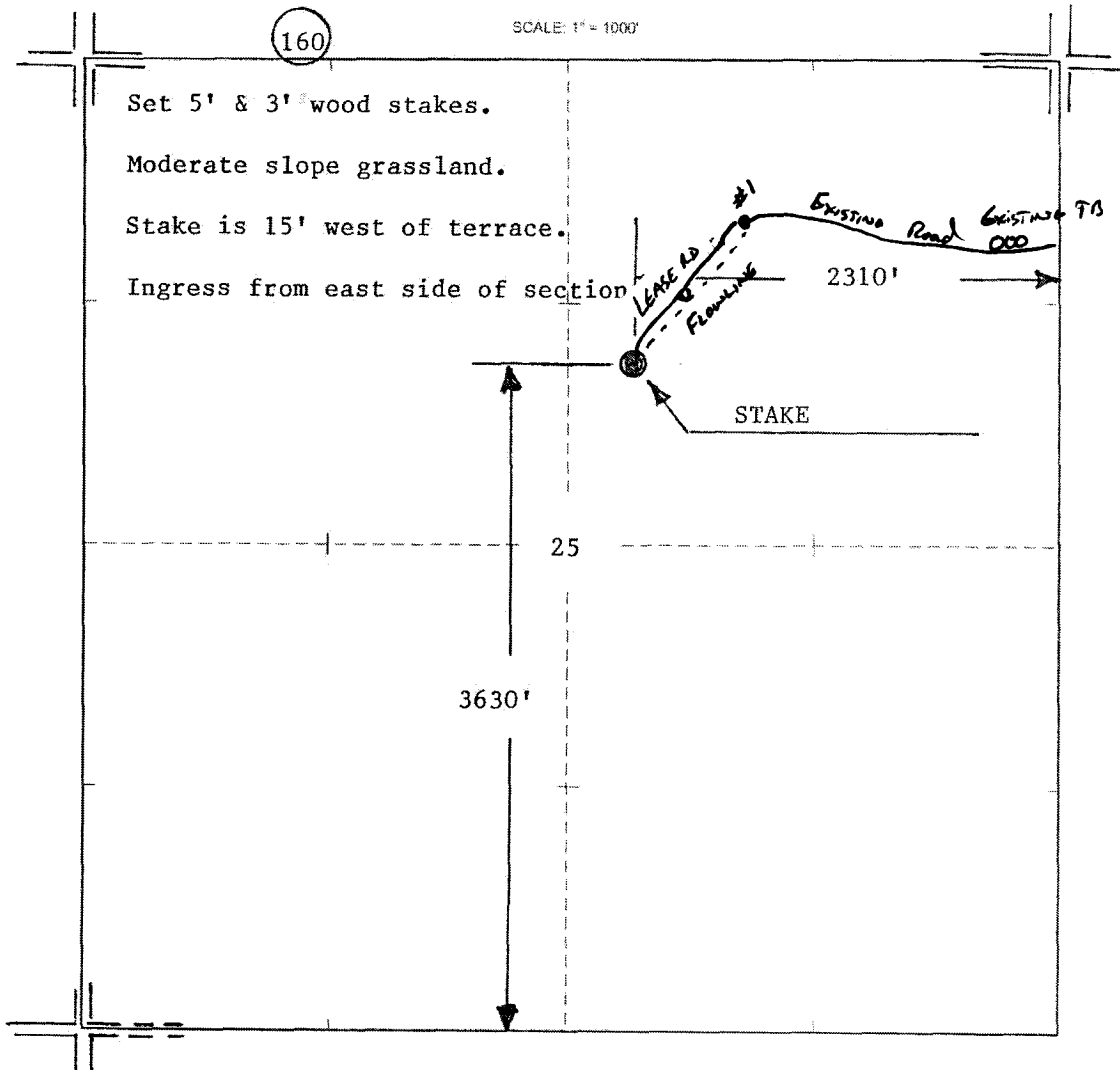 SCALE: 1" = 1000'
160
Set 5' & 3' wood stakes.
Moderate slope grassland.
Stake is 15' west of terrace.
Ingress from east side of section
#1
Existing Road Existing TB
LEASE RD
FLOWLINE
2310'
STAKE
25
3630'